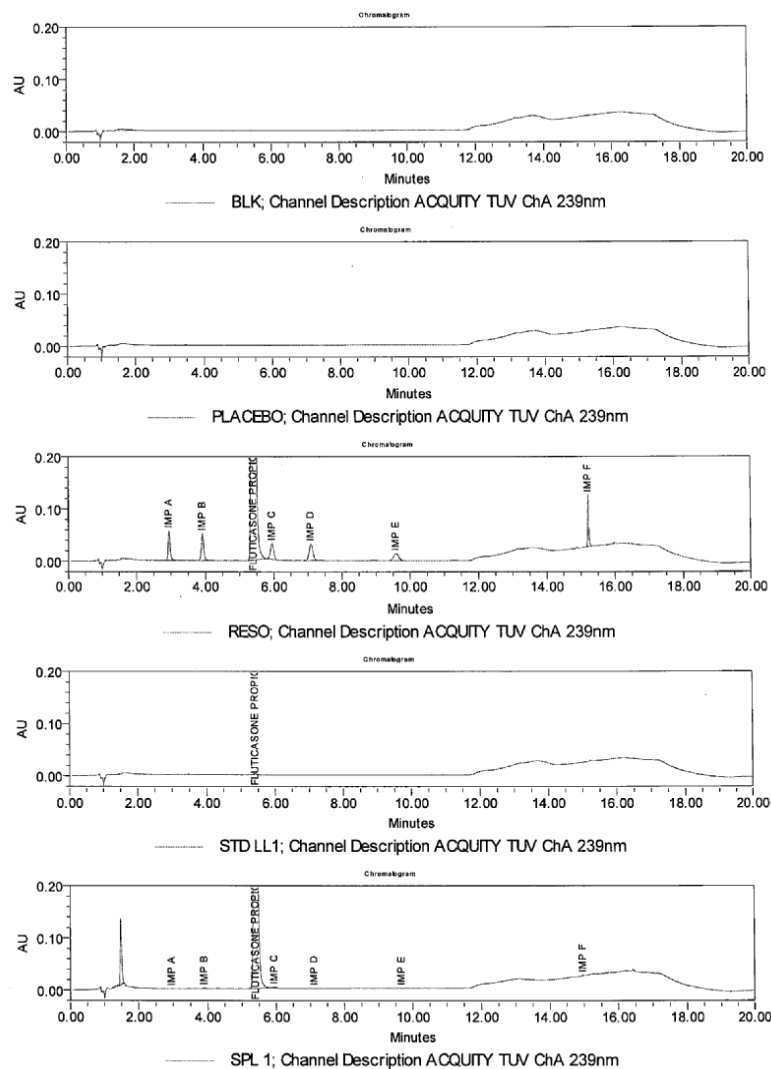 Chromatogram
AU
0.20
0.10
0.00
0.00 2.00 4.00 6.00 8.00 10.00 12.00 14.00 16.00 18.00 20.00
Minutes
BLK; Channel Description ACQUITY TUV ChA 239nm
Chromatogram
AU
0.20
0.10
0.00
0.00 2.00 4.00 6.00 8.00 10.00 12.00 14.00 16.00 18.00 20.00
Minutes
PLACEBO; Channel Description ACQUITY TUV ChA 239nm
Chromatogram
AU
0.20
0.10
0.00
IMP A
IMP B
FLUTICASONE PROPIO
IMP C
IMP D
IMP E
IMP F
0.00 2.00 4.00 6.00 8.00 10.00 12.00 14.00 16.00 18.00 20.00
Minutes
RESO; Channel Description ACQUITY TUV ChA 239nm
Chromatogram
AU
0.20
0.10
0.00
FLUTICASONE PROPIO
0.00 2.00 4.00 6.00 8.00 10.00 12.00 14.00 16.00 18.00 20.00
Minutes
STD LL1; Channel Description ACQUITY TUV ChA 239nm
Chromatogram
AU
0.20
0.10
0.00
IMP A
IMP B
FLUTICASONE PROPIO
IMP C
IMP D
IMP E
IMP F
0.00 2.00 4.00 6.00 8.00 10.00 12.00 14.00 16.00 18.00 20.00
Minutes
SPL 1; Channel Description ACQUITY TUV ChA 239nm